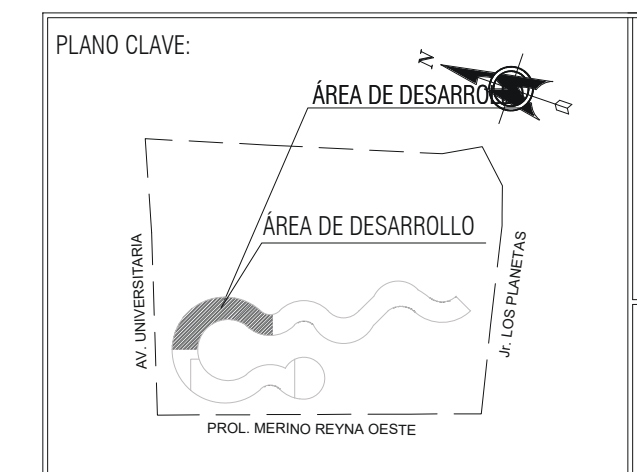 PLANO CLAVE:
N
ÁREA DE DESARRO
ÁREA DE DESARROLLO
AV. UNIVERSITARIA
Jr. LOS PLANETAS
PROL. MERINO REYNA OESTE